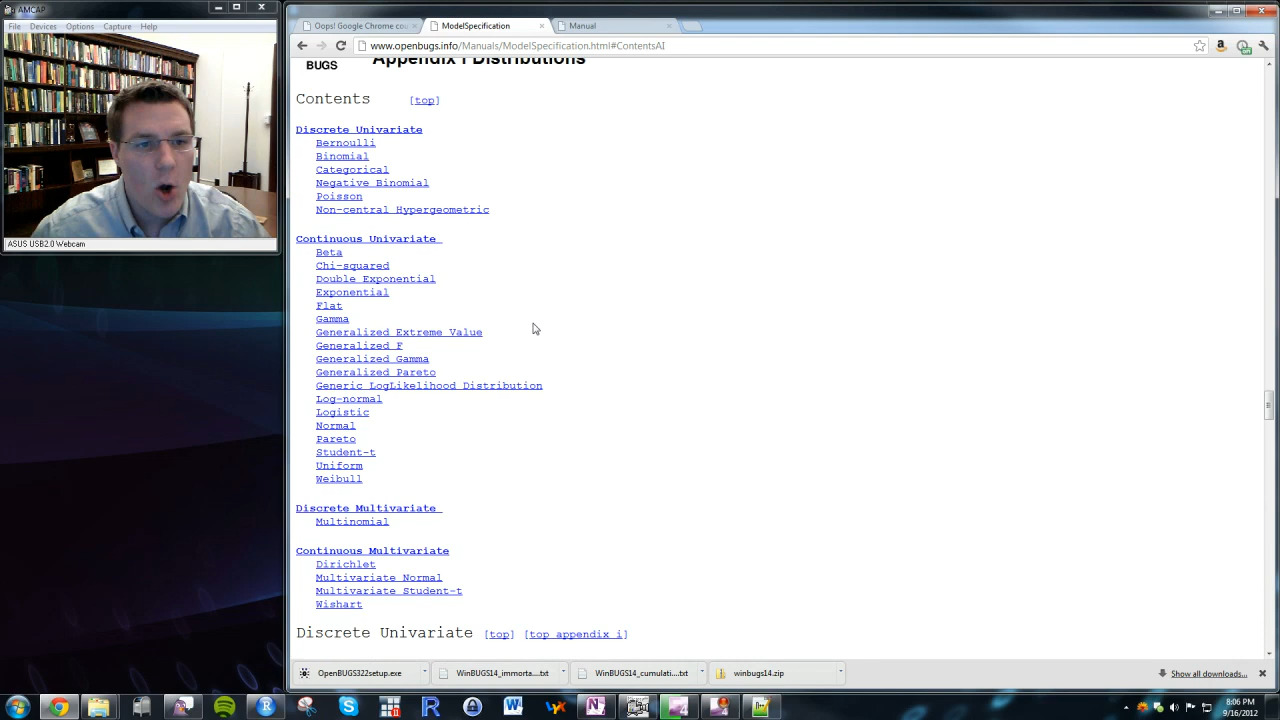 AMCAP
File Devices Options Capture Help
ASUS USB2.0 Webcam
Oops! Google Chrome cou
ModelSpecification
Manual
www.openbugs.info/Manuals/ModelSpecification.html#ContentsAI
BUGS Appendix I Distributions
Contents [top]
Discrete Univariate
Bernoulli
Binomial
Categorical
Negative Binomial
Poisson
Non-central Hypergeometric
Continuous Univariate
Beta
Chi-squared
Double Exponential
Exponential
Flat
Gamma
Generalized Extreme Value
Generalized F
Generalized Gamma
Generalized Pareto
Generic LogLikelihood Distribution
Log-normal
Logistic
Normal
Pareto
Student-t
Uniform
Weibull
Discrete Multivariate
Multinomial
Continuous Multivariate
Dirichlet
Multivariate Normal
Multivariate Student-t
Wishart
Discrete Univariate [top] [top appendix i]
OpenBUGS322setup.exe
WinBUGS14_immorta....txt
WinBUGS14_cumulati....txt
winbugs14.zip
Show all downloads...
8:06 PM
9/16/2012